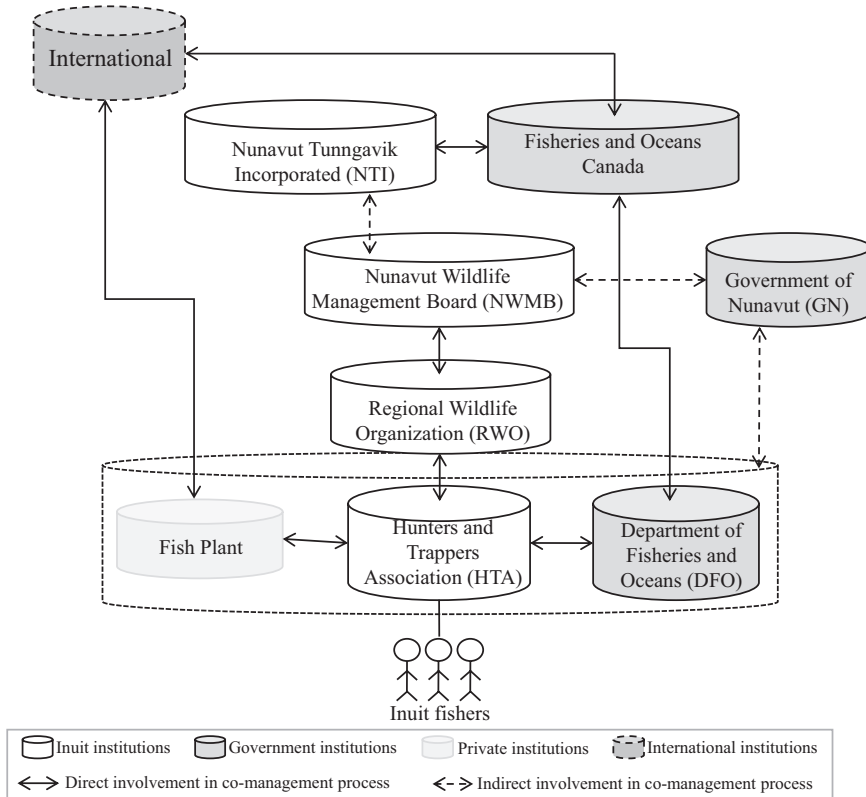 International
Nunavut Tunngavik
Incorporated (NTI)
Fisheries and Oceans
Canada
Nunavut Wildlife
Management Board (NWMB)
Government of
Nunavut (GN)
Regional Wildlife
Organization (RWO)
Fish Plant
Hunters and
Trappers
Association (HTA)
Department of
Fisheries and
Oceans (DFO)
Inuit fishers
Inuit institutions
Government institutions
Private institutions
International institutions
Direct involvement in co-management process
Indirect involvement in co-management process